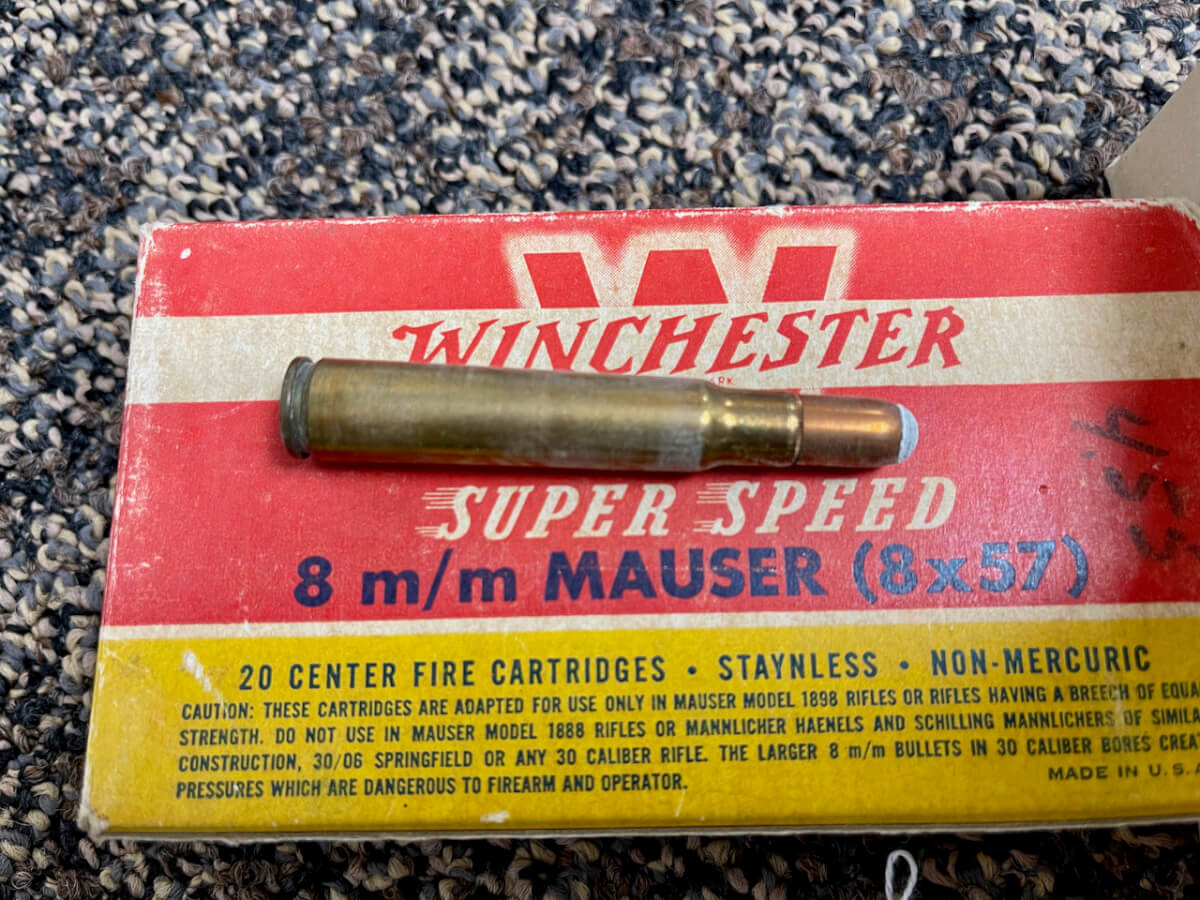 W
WINCHESTER
SUPER SPEED
8 m/m MAUSER (8x57)
20 CENTER FIRE CARTRIDGES • STAYNLESS • NON-MERCURIC
CAUTION: THESE CARTRIDGES ARE ADAPTED FOR USE ONLY IN MAUSER MODEL 1898 RIFLES OR RIFLES HAVING A BREECH OF EQUA
STRENGTH. DO NOT USE IN MAUSER MODEL 1888 RIFLES OR MANNLICHER HAENELS AND SCHILLING MANNLICHERS OF SIMILA
CONSTRUCTION, 30/06 SPRINGFIELD OR ANY 30 CALIBER RIFLE. THE LARGER 8 m/m BULLETS IN 30 CALIBER BORES CREA
PRESSURES WHICH ARE DANGEROUS TO FIREARM AND OPERATOR.
MADE IN U.S.A